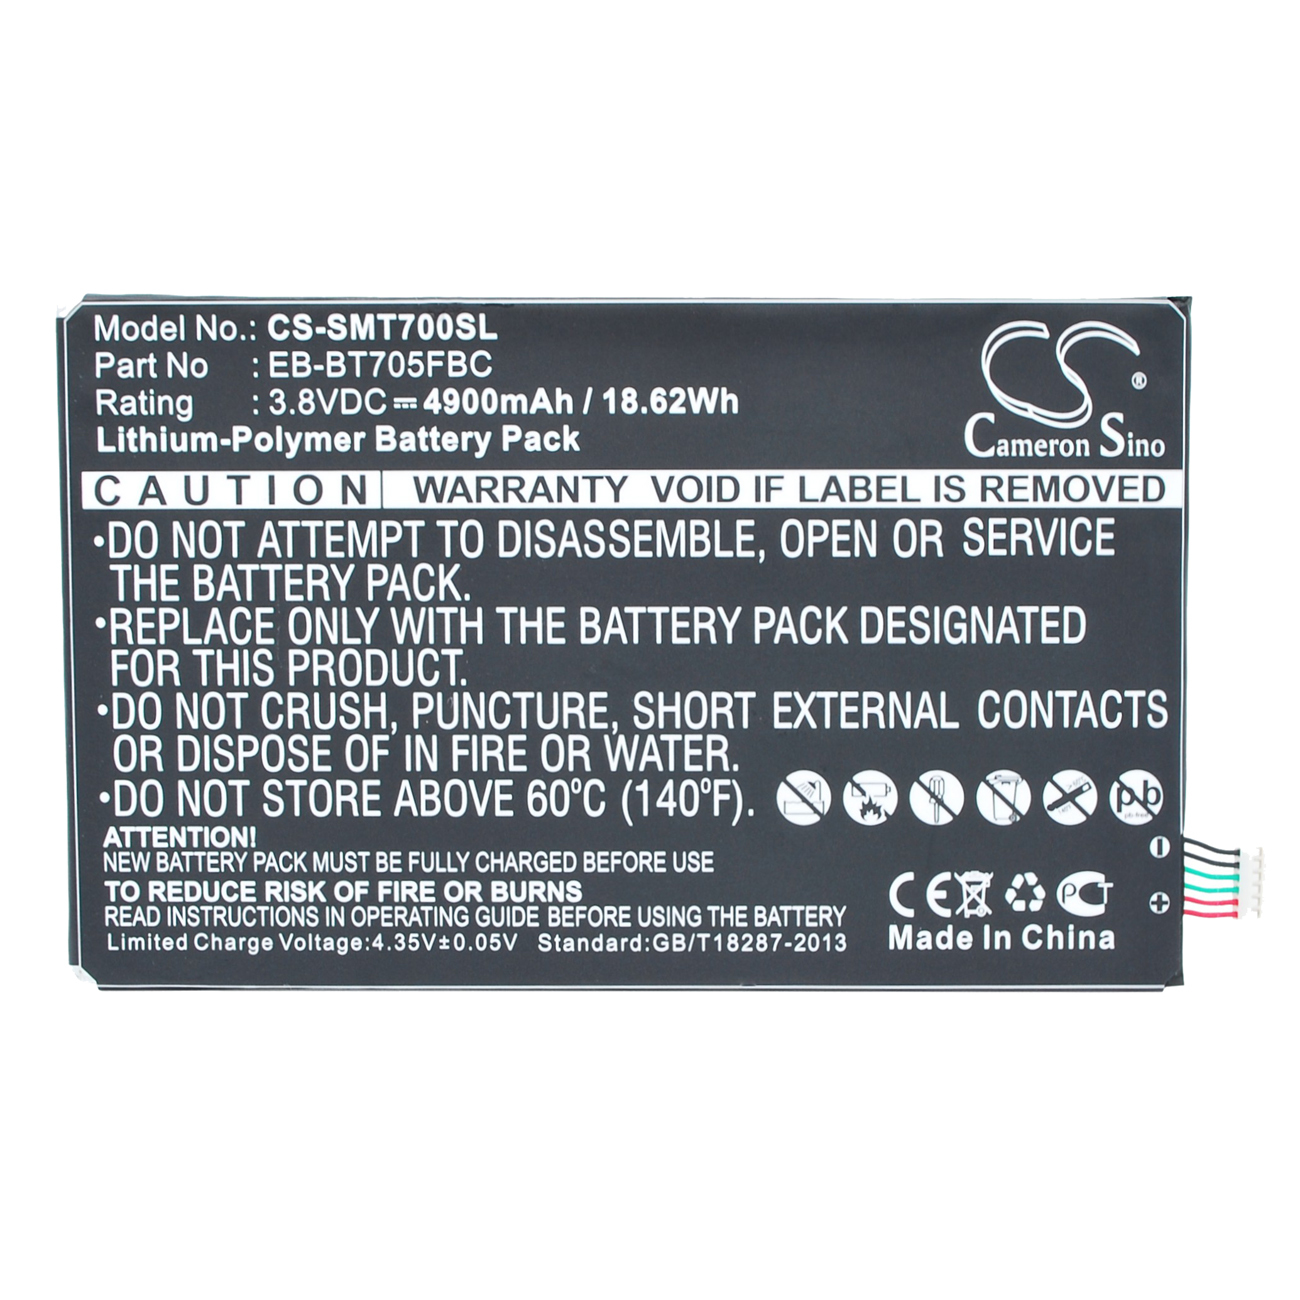 Model No.: CS-SMT700SL
Part No : EB-BT705FBC
Rating : 3.8VDC ⎓ 4900mAh / 18.62Wh
Lithium-Polymer Battery Pack
CS ®
Cameron Sino
CAUTION WARRANTY VOID IF LABEL IS REMOVED
•DO NOT ATTEMPT TO DISASSEMBLE, OPEN OR SERVICE
THE BATTERY PACK.
•REPLACE ONLY WITH THE BATTERY PACK DESIGNATED
FOR THIS PRODUCT.
•DO NOT CRUSH, PUNCTURE, SHORT EXTERNAL CONTACTS
OR DISPOSE OF IN FIRE OR WATER.
•DO NOT STORE ABOVE 60°C (140°F).
pb
ATTENTION!
NEW BATTERY PACK MUST BE FULLY CHARGED BEFORE USE
TO REDUCE RISK OF FIRE OR BURNS
READ INSTRUCTIONS IN OPERATING GUIDE BEFORE USING THE BATTERY
Limited Charge Voltage:4.35V±0.05V Standard:GB/T18287-2013
CE PCT
Made In China
- +